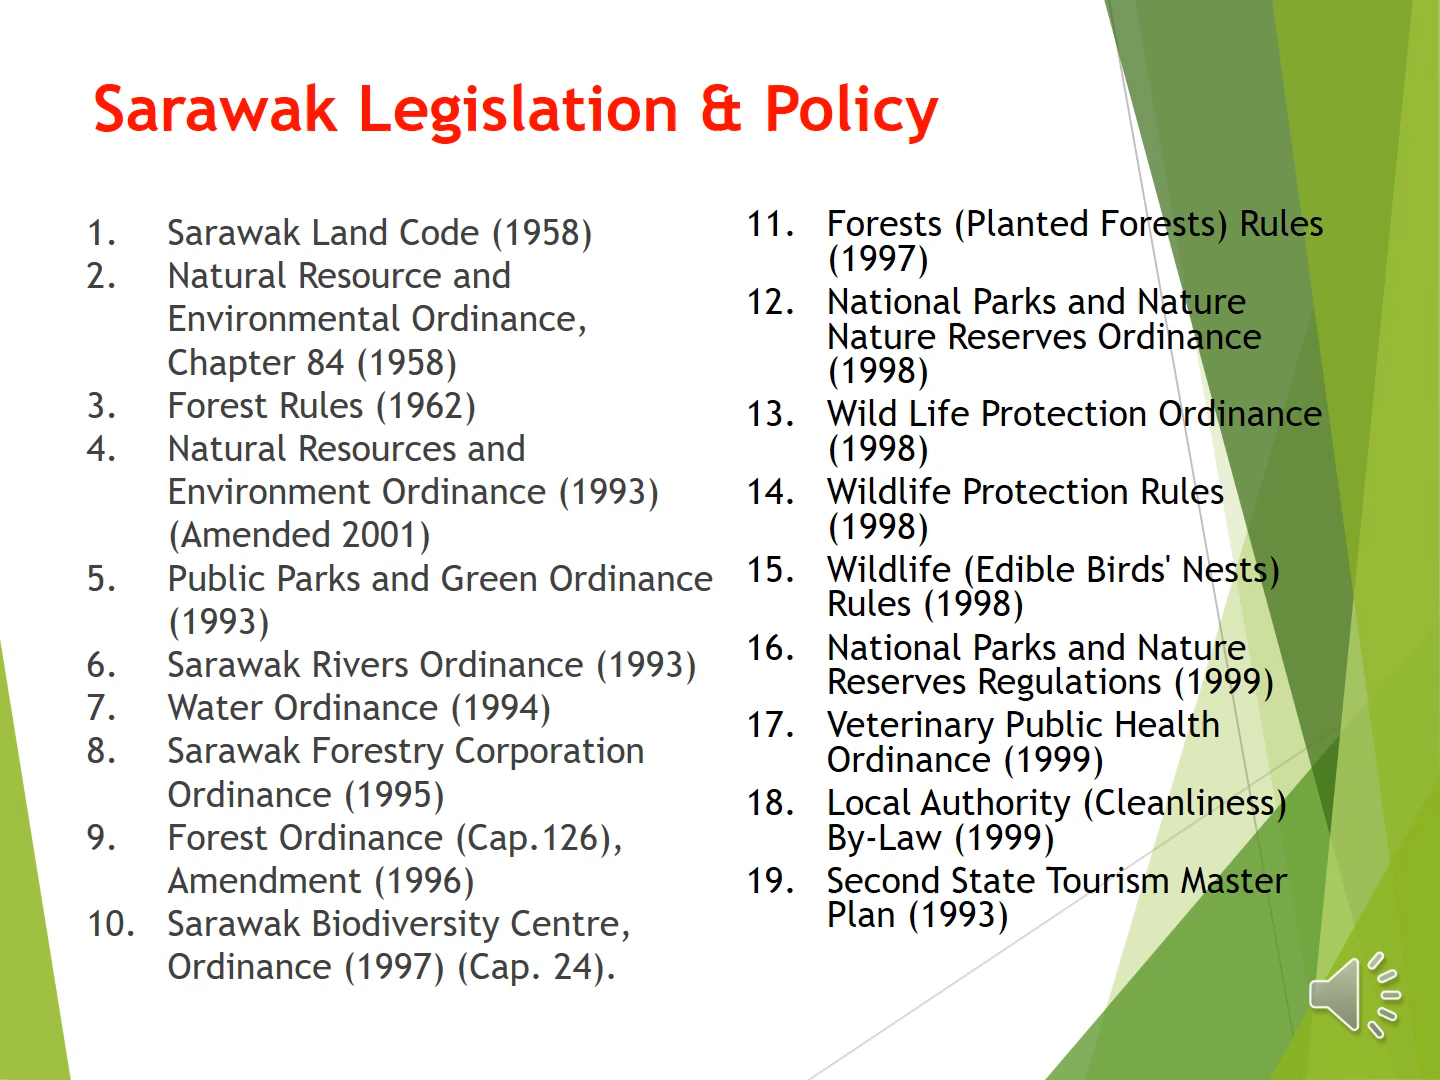 Sarawak Legislation & Policy
1. Sarawak Land Code (1958)
2. Natural Resource and
Environmental Ordinance,
Chapter 84 (1958)
3. Forest Rules (1962)
4. Natural Resources and
Environment Ordinance (1993)
(Amended 2001)
5. Public Parks and Green Ordinance
(1993)
6. Sarawak Rivers Ordinance (1993)
7. Water Ordinance (1994)
8. Sarawak Forestry Corporation
Ordinance (1995)
9. Forest Ordinance (Cap.126),
Amendment (1996)
10. Sarawak Biodiversity Centre,
Ordinance (1997) (Cap. 24).
11. Forests (Planted Forests) Rules
(1997)
12. National Parks and Nature
Nature Reserves Ordinance
(1998)
13. Wild Life Protection Ordinance
(1998)
14. Wildlife Protection Rules
(1998)
15. Wildlife (Edible Birds' Nests)
Rules (1998)
16. National Parks and Nature
Reserves Regulations (1999)
17. Veterinary Public Health
Ordinance (1999)
18. Local Authority (Cleanliness)
By-Law (1999)
19. Second State Tourism Master
Plan (1993)